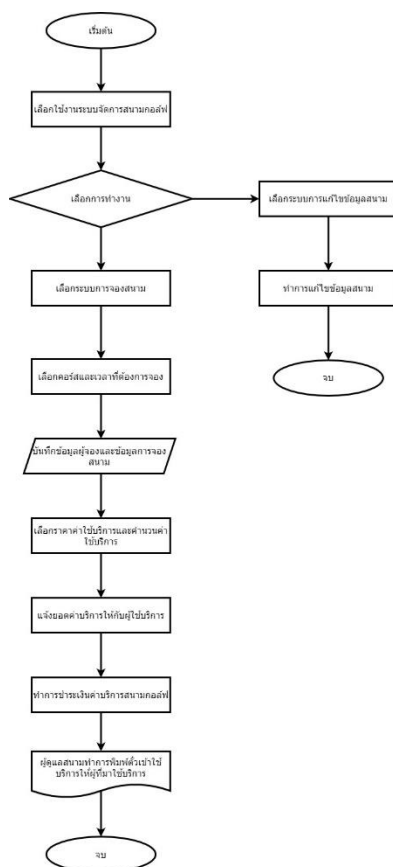 เริ่มต้น
เลือกใช้งานระบบจัดการสนามกอล์ฟ
เลือกการทำงาน
เลือกระบบการแก้ไขข้อมูลสนาม
เลือกระบบการจองสนาม
ทำการแก้ไขข้อมูลสนาม
เลือกคอร์สและเวลาที่ต้องการจอง
จบ
บันทึกข้อมูลผู้จองและข้อมูลการจอง
สนาม
เลือกราคาค่าใช้บริการและคำนวนค่า
ใช้บริการ
แจ้งยอดค่าบริการให้กับผู้ใช้บริการ
ทำการชำระเงินค่าบริการสนามกอล์ฟ
ผู้ดูแลสนามทำการพิมพ์ตั๋วเข้าใช้
บริการให้ผู้ที่มาใช้บริการ
จบ